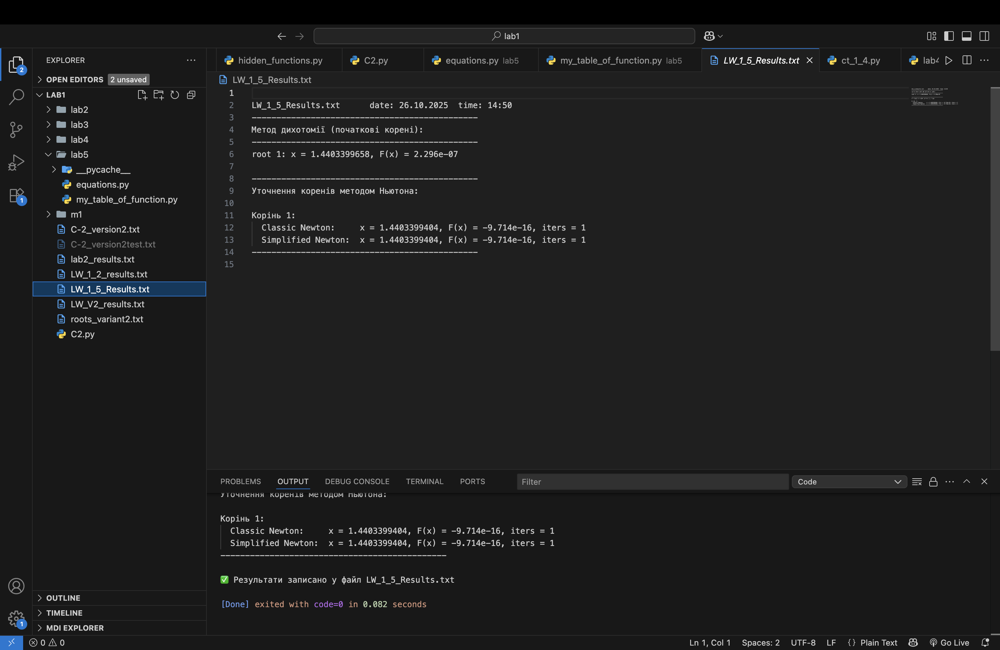 lab1
EXPLORER
OPEN EDITORS 2 unsaved
LAB1
lab2
lab3
lab4
lab5
__pycache__
equations.py
my_table_of_function.py
m1
C-2_version2.txt
C-2_version2test.txt
lab2_results.txt
LW_1_2_results.txt
LW_1_5_Results.txt
LW_V2_results.txt
roots_variant2.txt
C2.py
OUTLINE
TIMELINE
MDI EXPLORER
2
1
1
hidden_functions.py C2.py equations.py lab5 my_table_of_function.py lab5 LW_1_5_Results.txt ct_1_4.py lab4
LW_1_5_Results.txt
1
2 LW_1_5_Results.txt date: 26.10.2025 time: 14:50
3 ----------------------------------------------
4 Метод дихотомії (початкові корені):
5 ----------------------------------------------
6 root 1: x = 1.4403399658, F(x) = 2.296e-07
7
8 ----------------------------------------------
9 Уточнення коренів методом Ньютона:
10
11 Корінь 1:
12 Classic Newton: x = 1.4403399404, F(x) = -9.714e-16, iters = 1
13 Simplified Newton: x = 1.4403399404, F(x) = -9.714e-16, iters = 1
14 ----------------------------------------------
15
PROBLEMS OUTPUT DEBUG CONSOLE TERMINAL PORTS Filter Code
Уточнення коренів методом Ньютона:
Корінь 1:
Classic Newton: x = 1.4403399404, F(x) = -9.714e-16, iters = 1
Simplified Newton: x = 1.4403399404, F(x) = -9.714e-16, iters = 1
----------------------------------------------
✅ Результати записано у файл LW_1_5_Results.txt
[Done] exited with code=0 in 0.082 seconds
0 0 Ln 1, Col 1 Spaces: 2 UTF-8 LF {} Plain Text Go Live